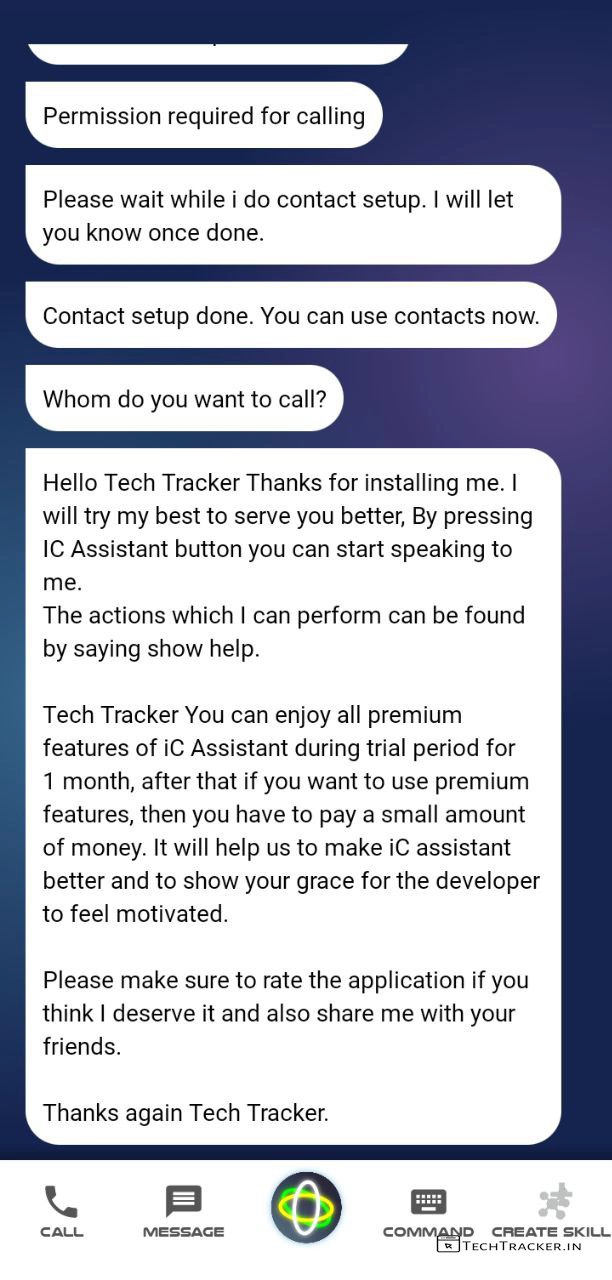 Permission required for calling
Please wait while i do contact setup. I will let
you know once done.
Contact setup done. You can use contacts now.
Whom do you want to call?
Hello Tech Tracker Thanks for installing me. I
will try my best to serve you better, By pressing
IC Assistant button you can start speaking to
me.
The actions which I can perform can be found
by saying show help.
Tech Tracker You can enjoy all premium
features of iC Assistant during trial period for
1 month, after that if you want to use premium
features, then you have to pay a small amount
of money. It will help us to make iC assistant
better and to show your grace for the developer
to feel motivated.
Please make sure to rate the application if you
think I deserve it and also share me with your
friends.
Thanks again Tech Tracker.
CALL MESSAGE COMMAND CREATE SKILL
TECHTRACKER.IN